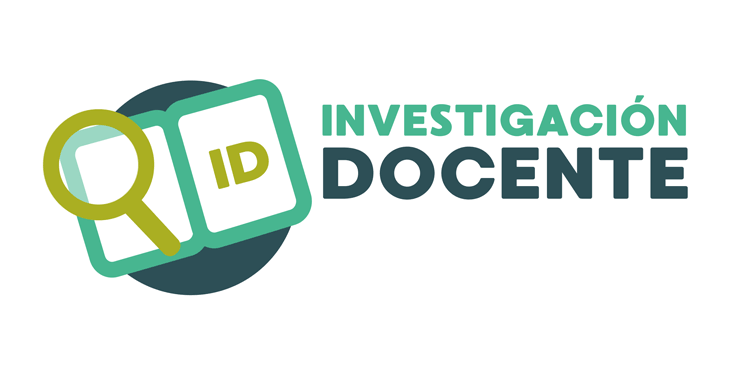 ID
INVESTIGACIÓN
DOCENTE